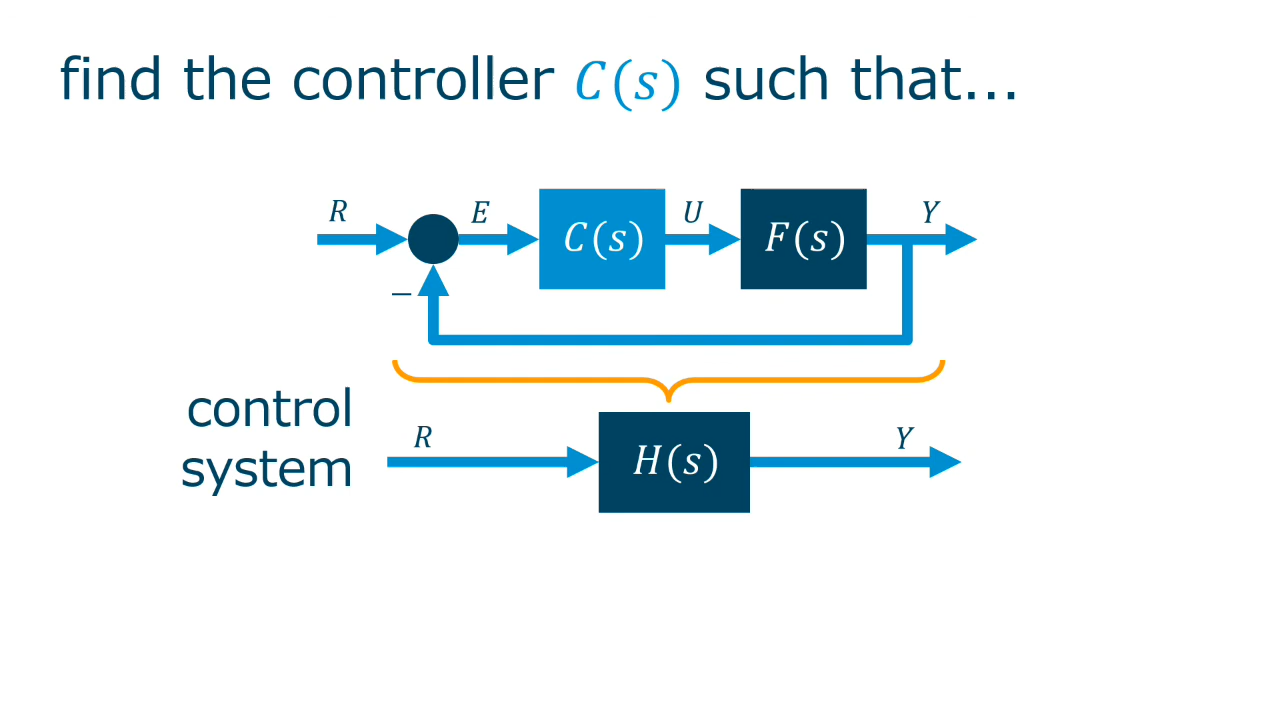 find the controller C(s) such that...
R E C(s) U F(s) Y
−
control
system
R H(s) Y